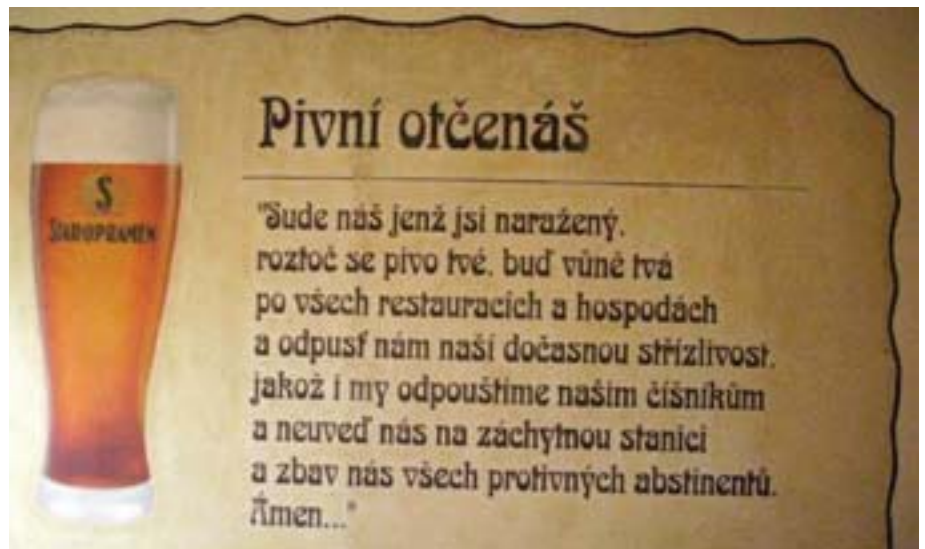 Pivní otčenáš
S
STAROPRAMEN
"Sude náš jenž jsi naražený,
roztoč se pivo tvé, buď vůně tvá
po všech restauracích a hospodách
a odpusť nám naší dočasnou střízlivost,
jakož i my odpouštíme našim číšníkům
a neuveď nás na záchytnou stanici
a zbav nás všech protivných abstinentů.
Ámen..."